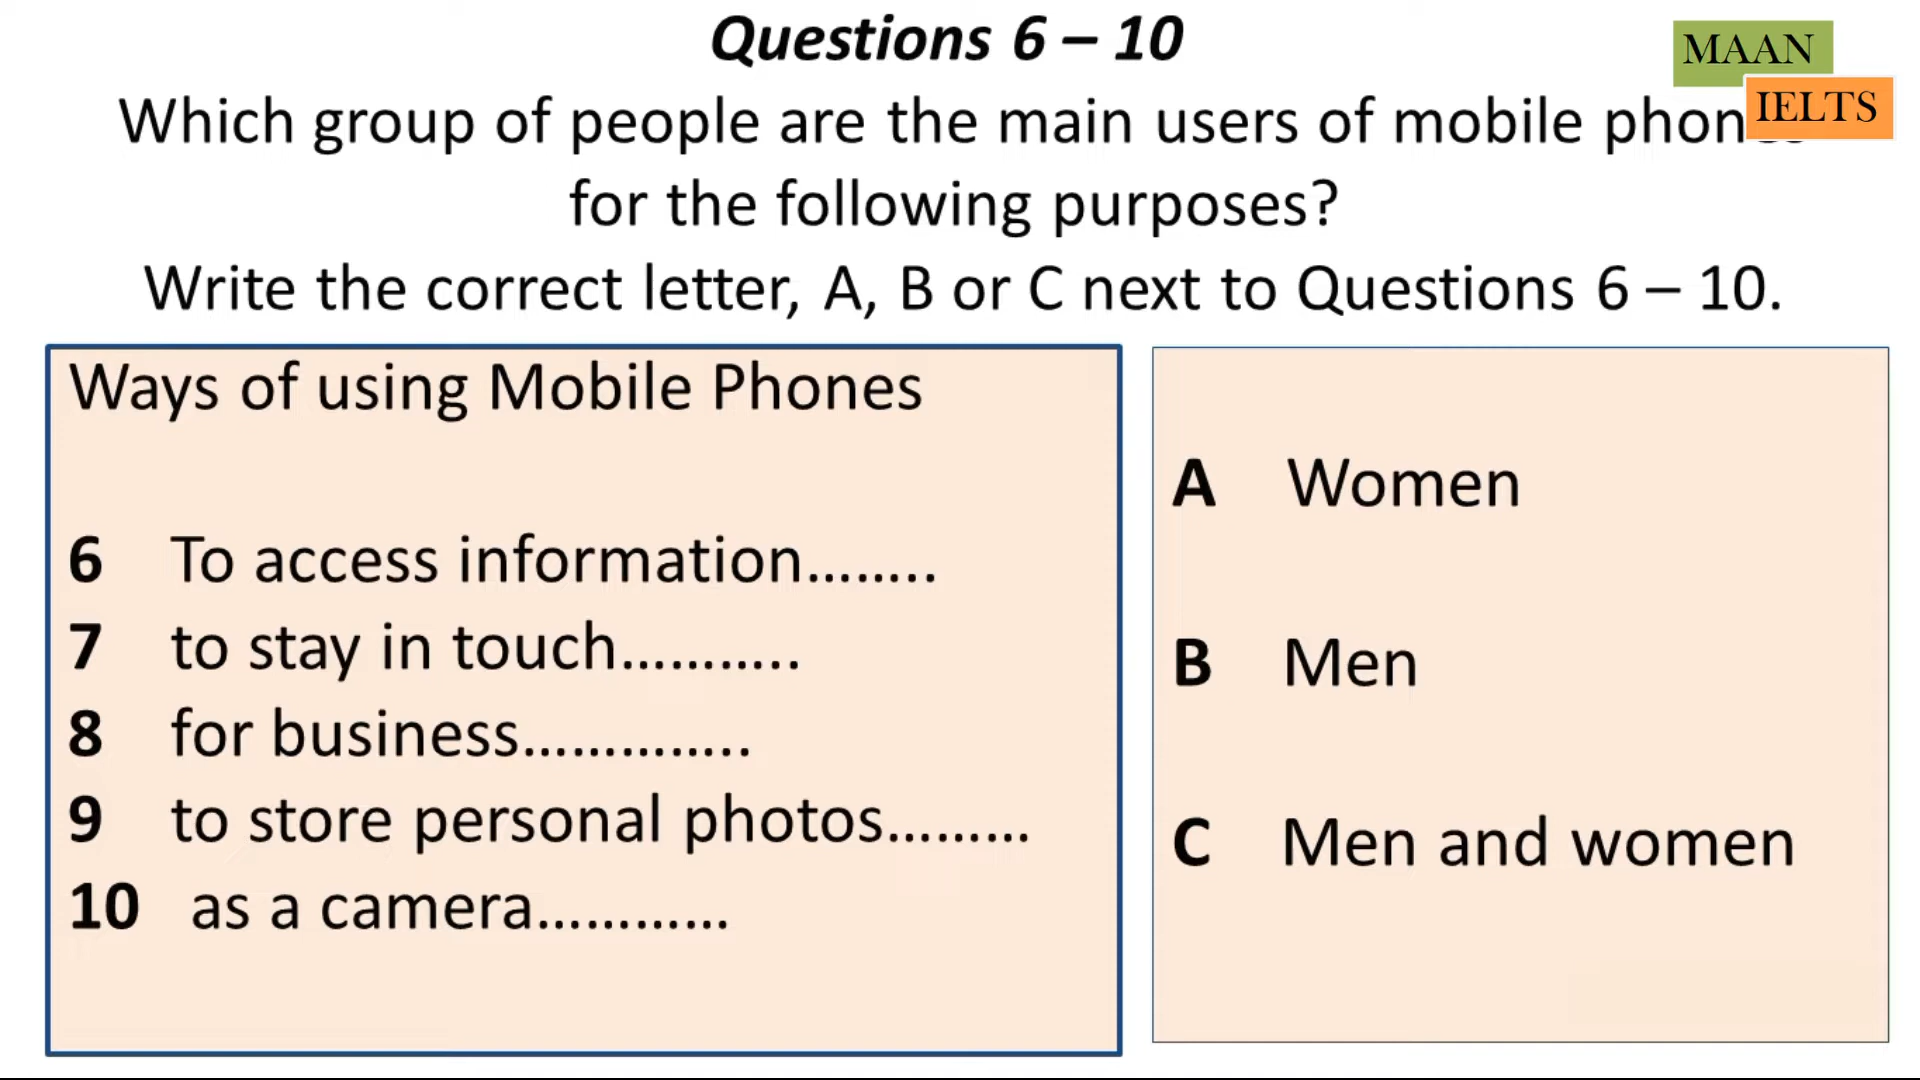 Questions 6 – 10
MAAN
IELTS
Which group of people are the main users of mobile
for the following purposes?
Write the correct letter, A, B or C next to Questions 6 – 10.
Ways of using Mobile Phones
6 To access information……..
7 to stay in touch………..
8 for business…………..
9 to store personal photos………
10 as a camera…………
A Women
B Men
C Men and women